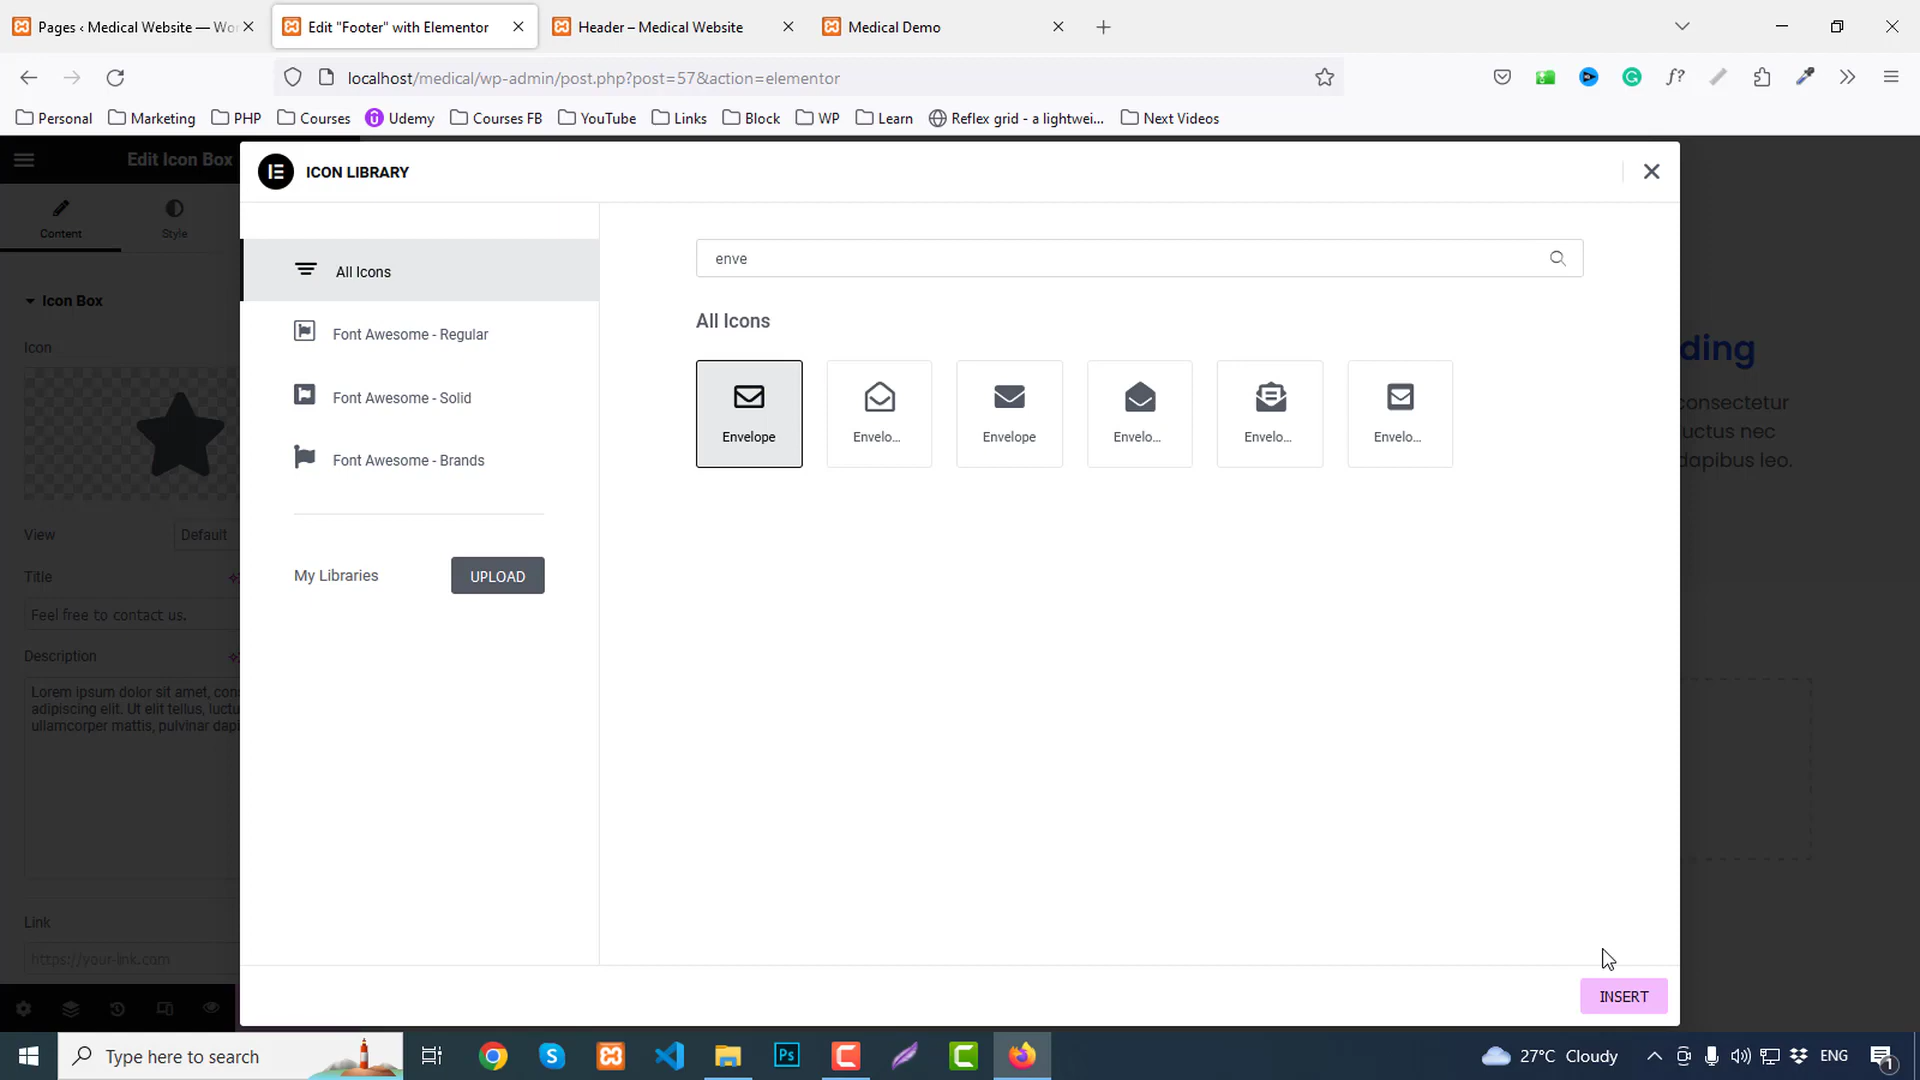 Pages ‹ Medical Website — Wo
Edit "Footer" with Elementor
Header – Medical Website
Medical Demo
localhost/medical/wp-admin/post.php?post=57&action=elementor
f?
Personal
Marketing
PHP
Courses
Udemy
Courses FB
YouTube
Links
Block
WP
Learn
Reflex grid - a lightwei...
Next Videos
Edit Icon Box
Content
Style
Icon Box
Icon
View
Default
Title
Feel free to contact us.
Description
Lorem ipsum dolor sit amet, cons
adipiscing elit. Ut elit tellus, luctu
ullamcorper mattis, pulvinar dapi
Link
https://your-link.com
ICON LIBRARY
All Icons
Font Awesome - Regular
Font Awesome - Solid
Font Awesome - Brands
My Libraries
UPLOAD
enve
All Icons
Envelope
Envelo...
Envelope
Envelo...
Envelo...
Envelo...
INSERT
ding
consectetur
uctus nec
dapibus leo.
Type here to search
Ps
27°C Cloudy
ENG
1